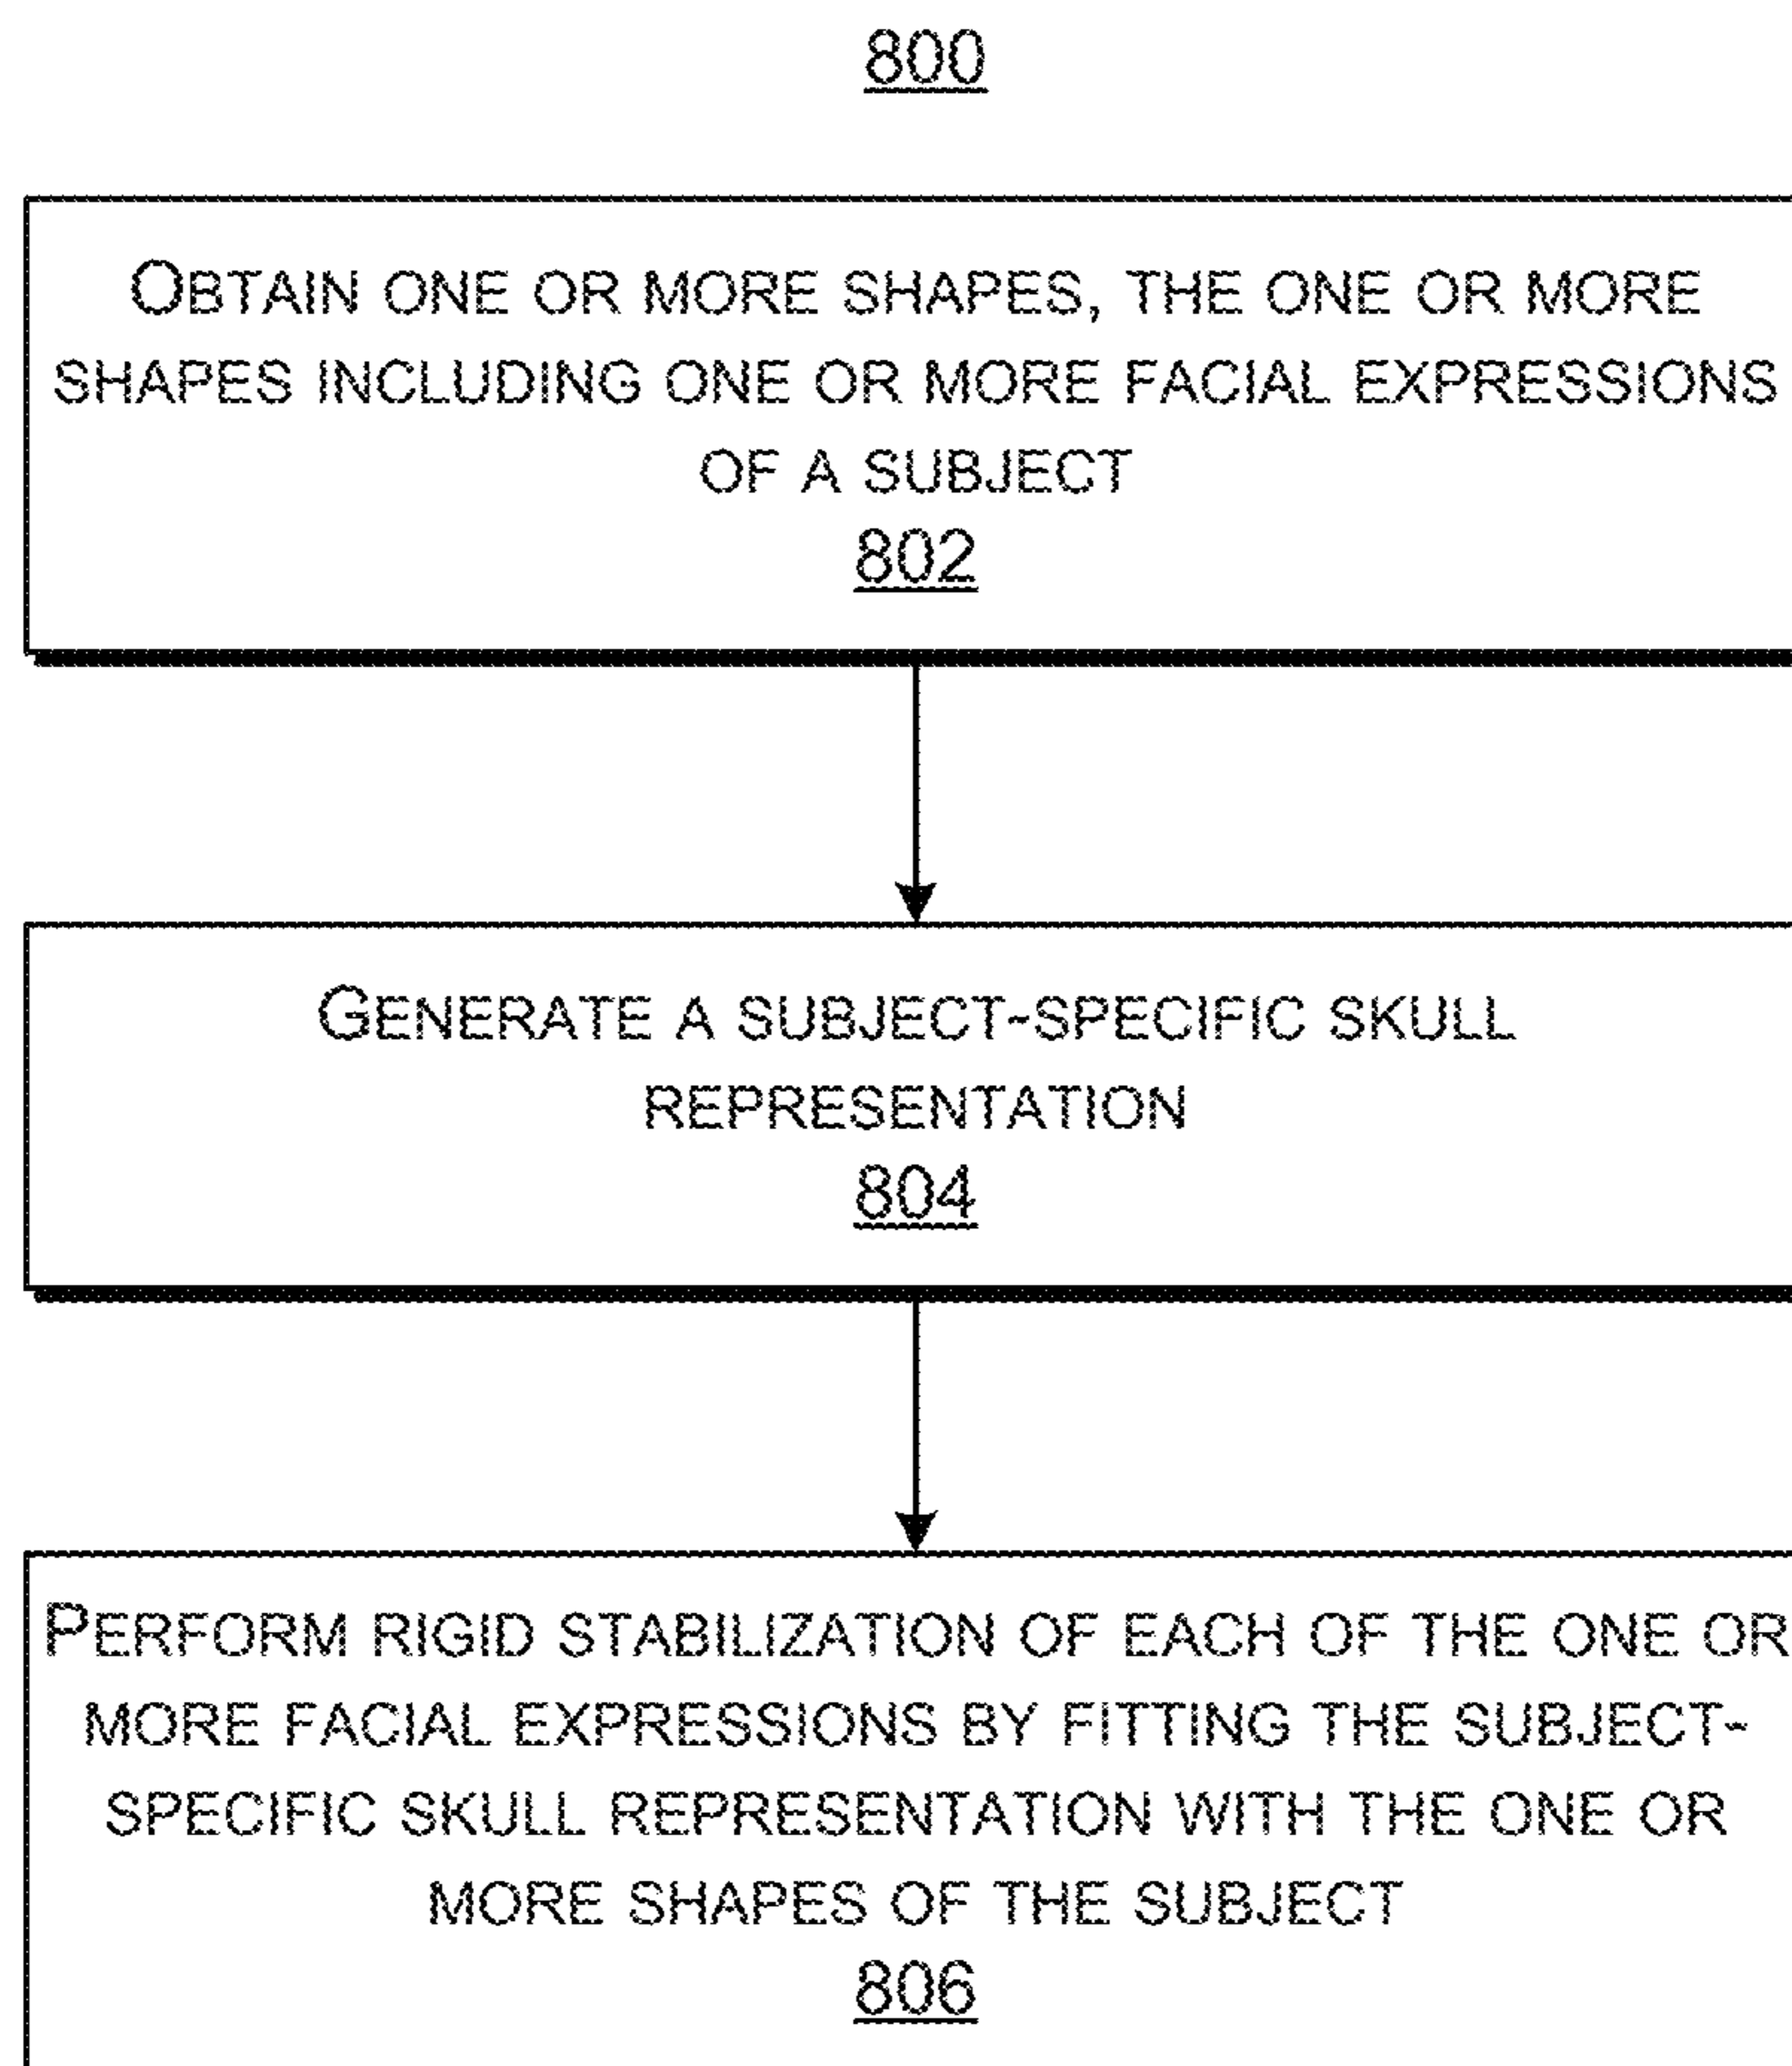 800
OBTAIN ONE OR MORE SHAPES, THE ONE OR MORE
SHAPES INCLUDING ONE OR MORE FACIAL EXPRESSIONS
OF A SUBJECT
802
GENERATE A SUBJECT-SPECIFIC SKULL
REPRESENTATION
804
PERFORM RIGID STABILIZATION OF EACH OF THE ONE OR
MORE FACIAL EXPRESSIONS BY FITTING THE SUBJECT-
SPECIFIC SKULL REPRESENTATION WITH THE ONE OR
MORE SHAPES OF THE SUBJECT
806